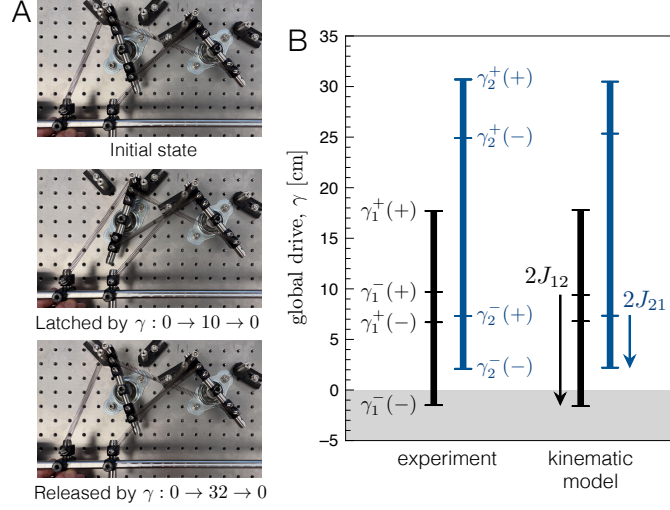 A
Initial state
Latched by γ : 0 → 10 → 0
Released by γ : 0 → 32 → 0
B
global drive, γ [cm]
35
30
25
20
15
10
5
0
−5
γ₂⁺(+)
γ₂⁺(−)
γ₁⁺(+)
γ₁⁻(+)
γ₁⁺(−)
γ₂⁻(+)
γ₂⁻(−)
γ₁⁻(−)
2J₁₂
2J₂₁
experiment
kinematic
model